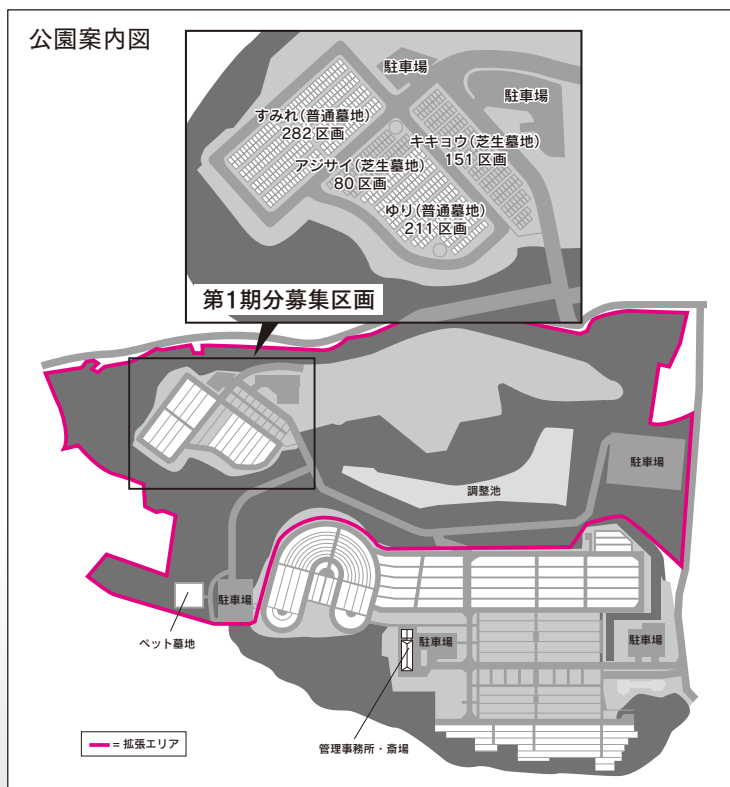 公園案内図
駐車場
駐車場
すみれ(普通墓地)
282区画
キキョウ(芝生墓地)
151区画
アジサイ(芝生墓地)
80区画
ゆり(普通墓地)
211区画
第1期分募集区画
駐車場
調整池
駐車場
ペット墓地
駐車場
駐車場
管理事務所・斎場
=拡張エリア